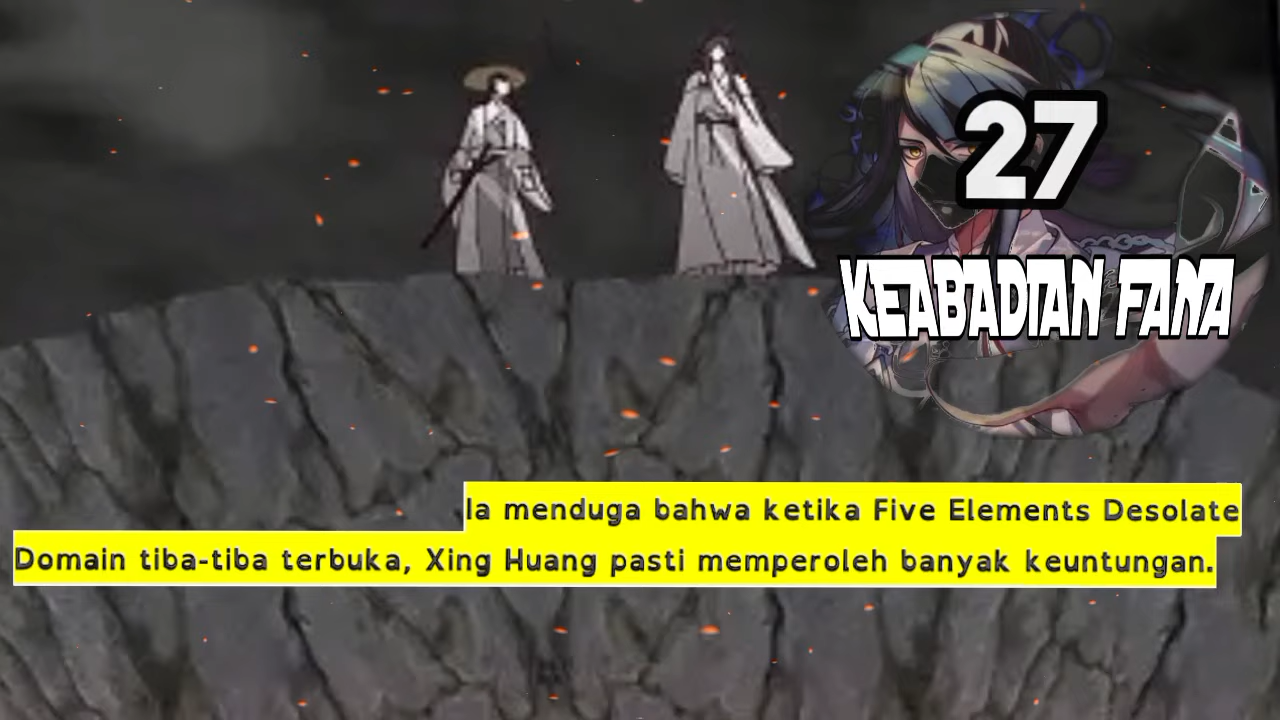 27
KEABADIAN FANA
Ia menduga bahwa ketika Five Elements Desolate
Domain tiba-tiba terbuka, Xing Huang pasti memperoleh banyak keuntungan.